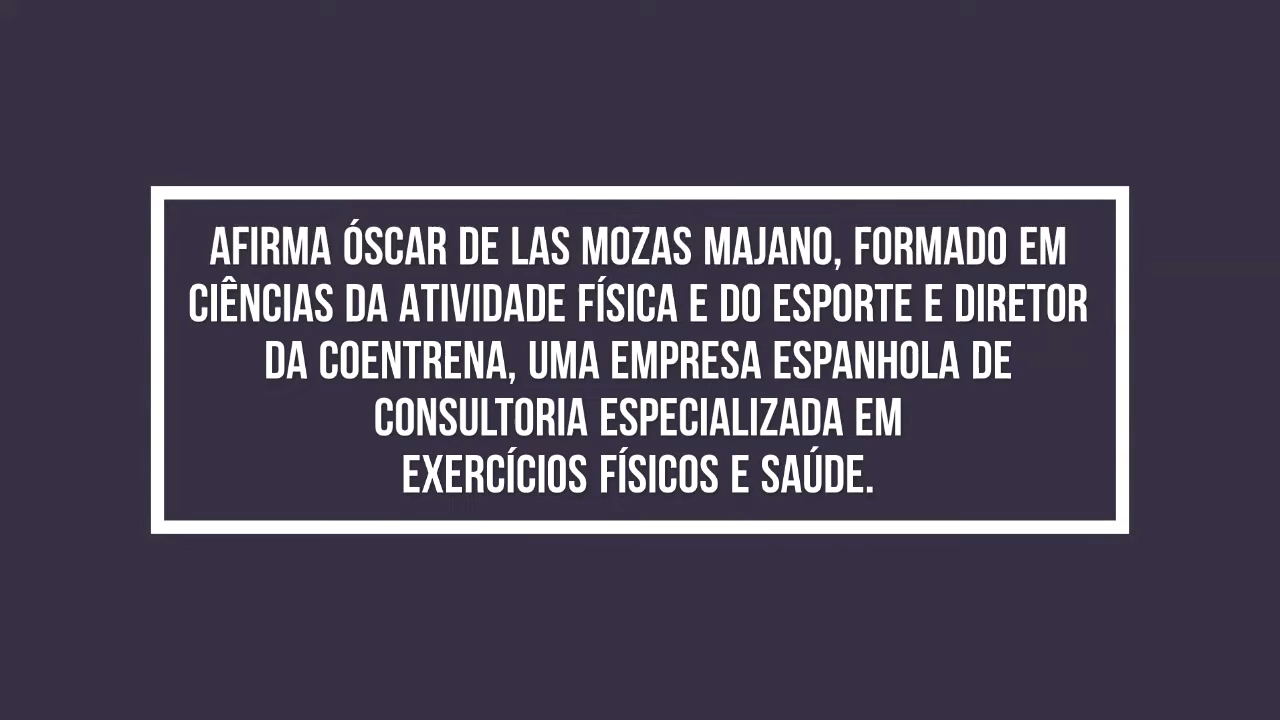 AFIRMA ÓSCAR DE LAS MOZAS MAJANO, FORMADO EM
CIÊNCIAS DA ATIVIDADE FÍSICA E DO ESPORTE E DIRETOR
DA COENTRENA, UMA EMPRESA ESPANHOLA DE
CONSULTORIA ESPECIALIZADA EM
EXERCÍCIOS FÍSICOS E SAÚDE.